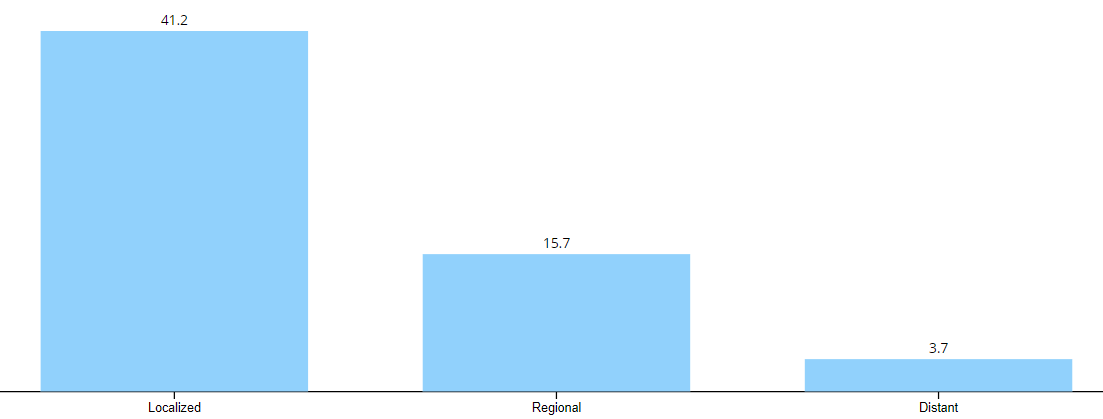 41.2
15.7
3.7
Localized
Regional
Distant